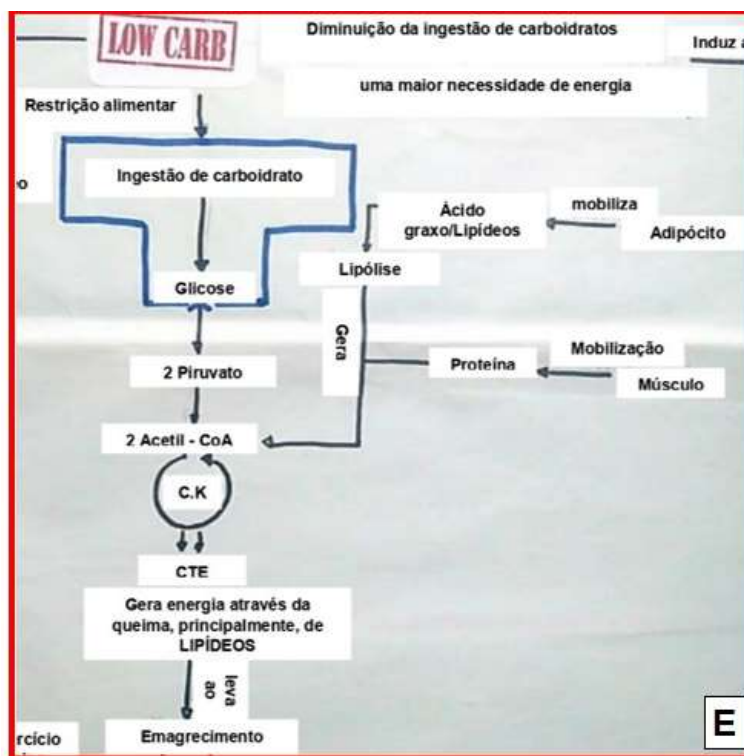 LOW CARB
Diminuição da ingestão de carboidratos
Induz a
uma maior necessidade de energia
Restrição alimentar
Ingestão de carboidrato
Ácido
graxo/Lipídeos
mobiliza
Adipócito
Lipólise
Glicose
Gera
2 Piruvato
Proteína
Mobilização
Músculo
2 Acetil - CoA
C.K
CTE
Gera energia através da
queima, principalmente, de
LIPÍDEOS
leva
ao
Emagrecimento
rcício
E